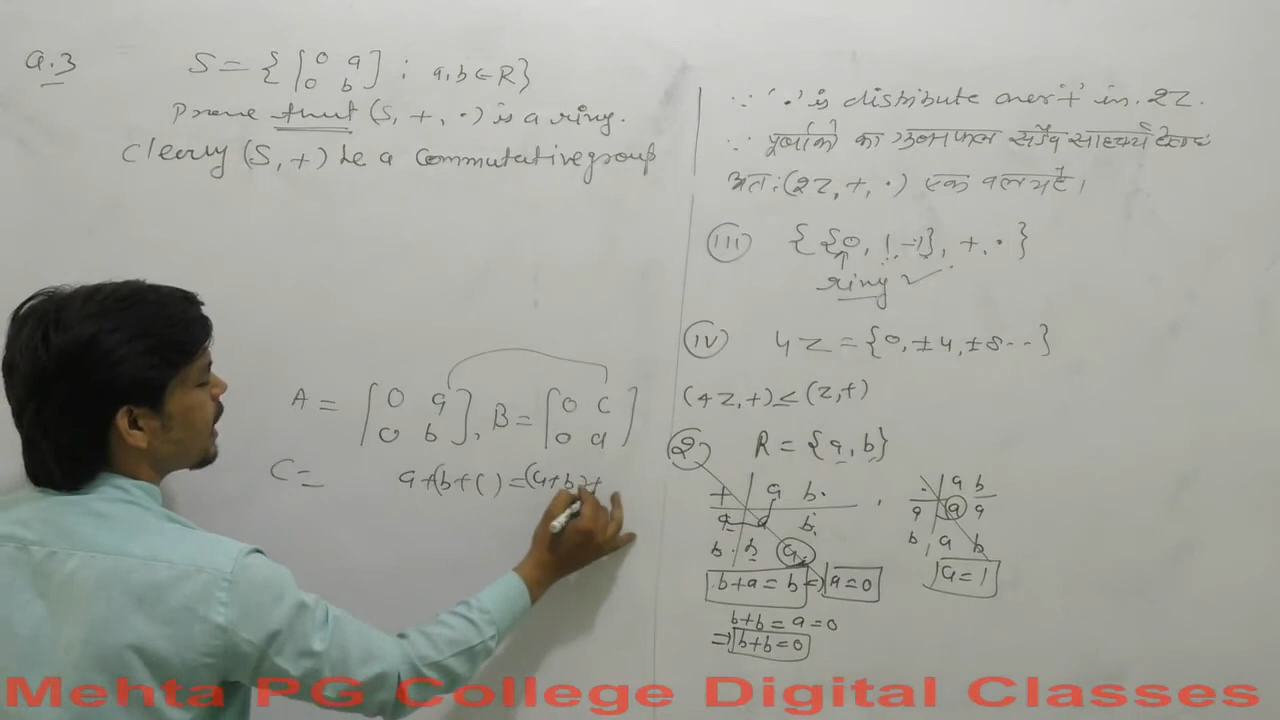 Q.3
S = { [ 0 a
0 b ] : a, b ∈ R }
Prove that (S, +, ·) is a ring.
Clearly (S, +) be a Commutative group
A = [ 0 a
0 b ] , B = [ 0 c
0 d ]
C =
a+(b+c) = (a+b)+
∵ '·' is distribute over '+' in 2Z.
∵ पूर्णांको का गुणनफल सदैव साहचर्य
अतः (2Z, +, ·) एक वलय है।
(iii) { {0, 1, -1}, +, · }
ring ✓
(iv) 4Z = {0, ±4, ±8 -- }
(4Z, +) ≤ (Z, +)
(2) R = {a, b}
+ a b
a a b
b b a
· a b
a a a
b a b
b+a = b ⇒ a=0
a=1
b+b = a = 0
⇒ b+b=0
Mehta PG College Digital Classes